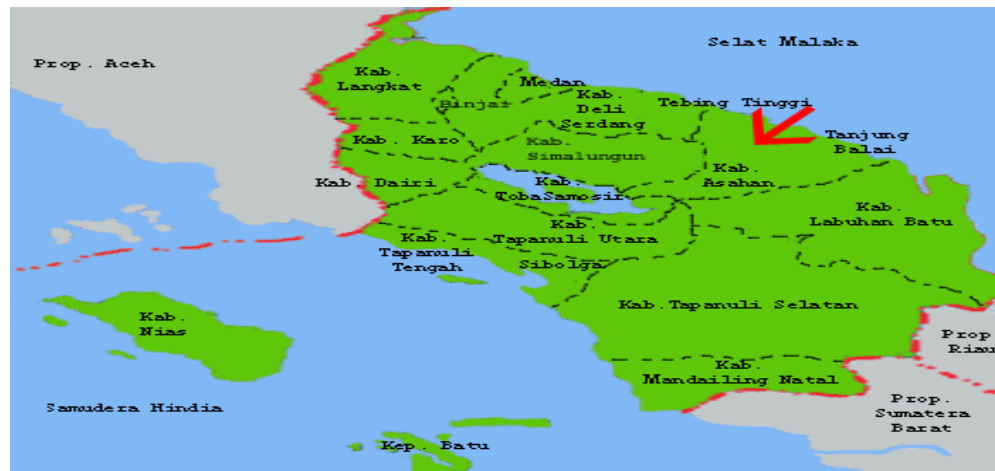 Selat Malaka
Prop. Aceh
Kab.
Langkat
Medan
Binjai
Kab.
Deli
Serdang
Tebing Tinggi
Tanjung
Balai
Kab. Karo
Kab.
Simalungun
Kab.
Asahan
Kab. Dairi
Kab.
TobaSamosir
Kab.
Labuhan Batu
Kab.
Tapanuli Utara
Kab.
Tapanuli
Tengah
Sibolga
Kab.Tapanuli Selatan
Kab.
Nias
Prop
Riau
Kab.
Mandailing Natal
Samudera Hindia
Prop.
Sumatera
Barat
Kep. Batu